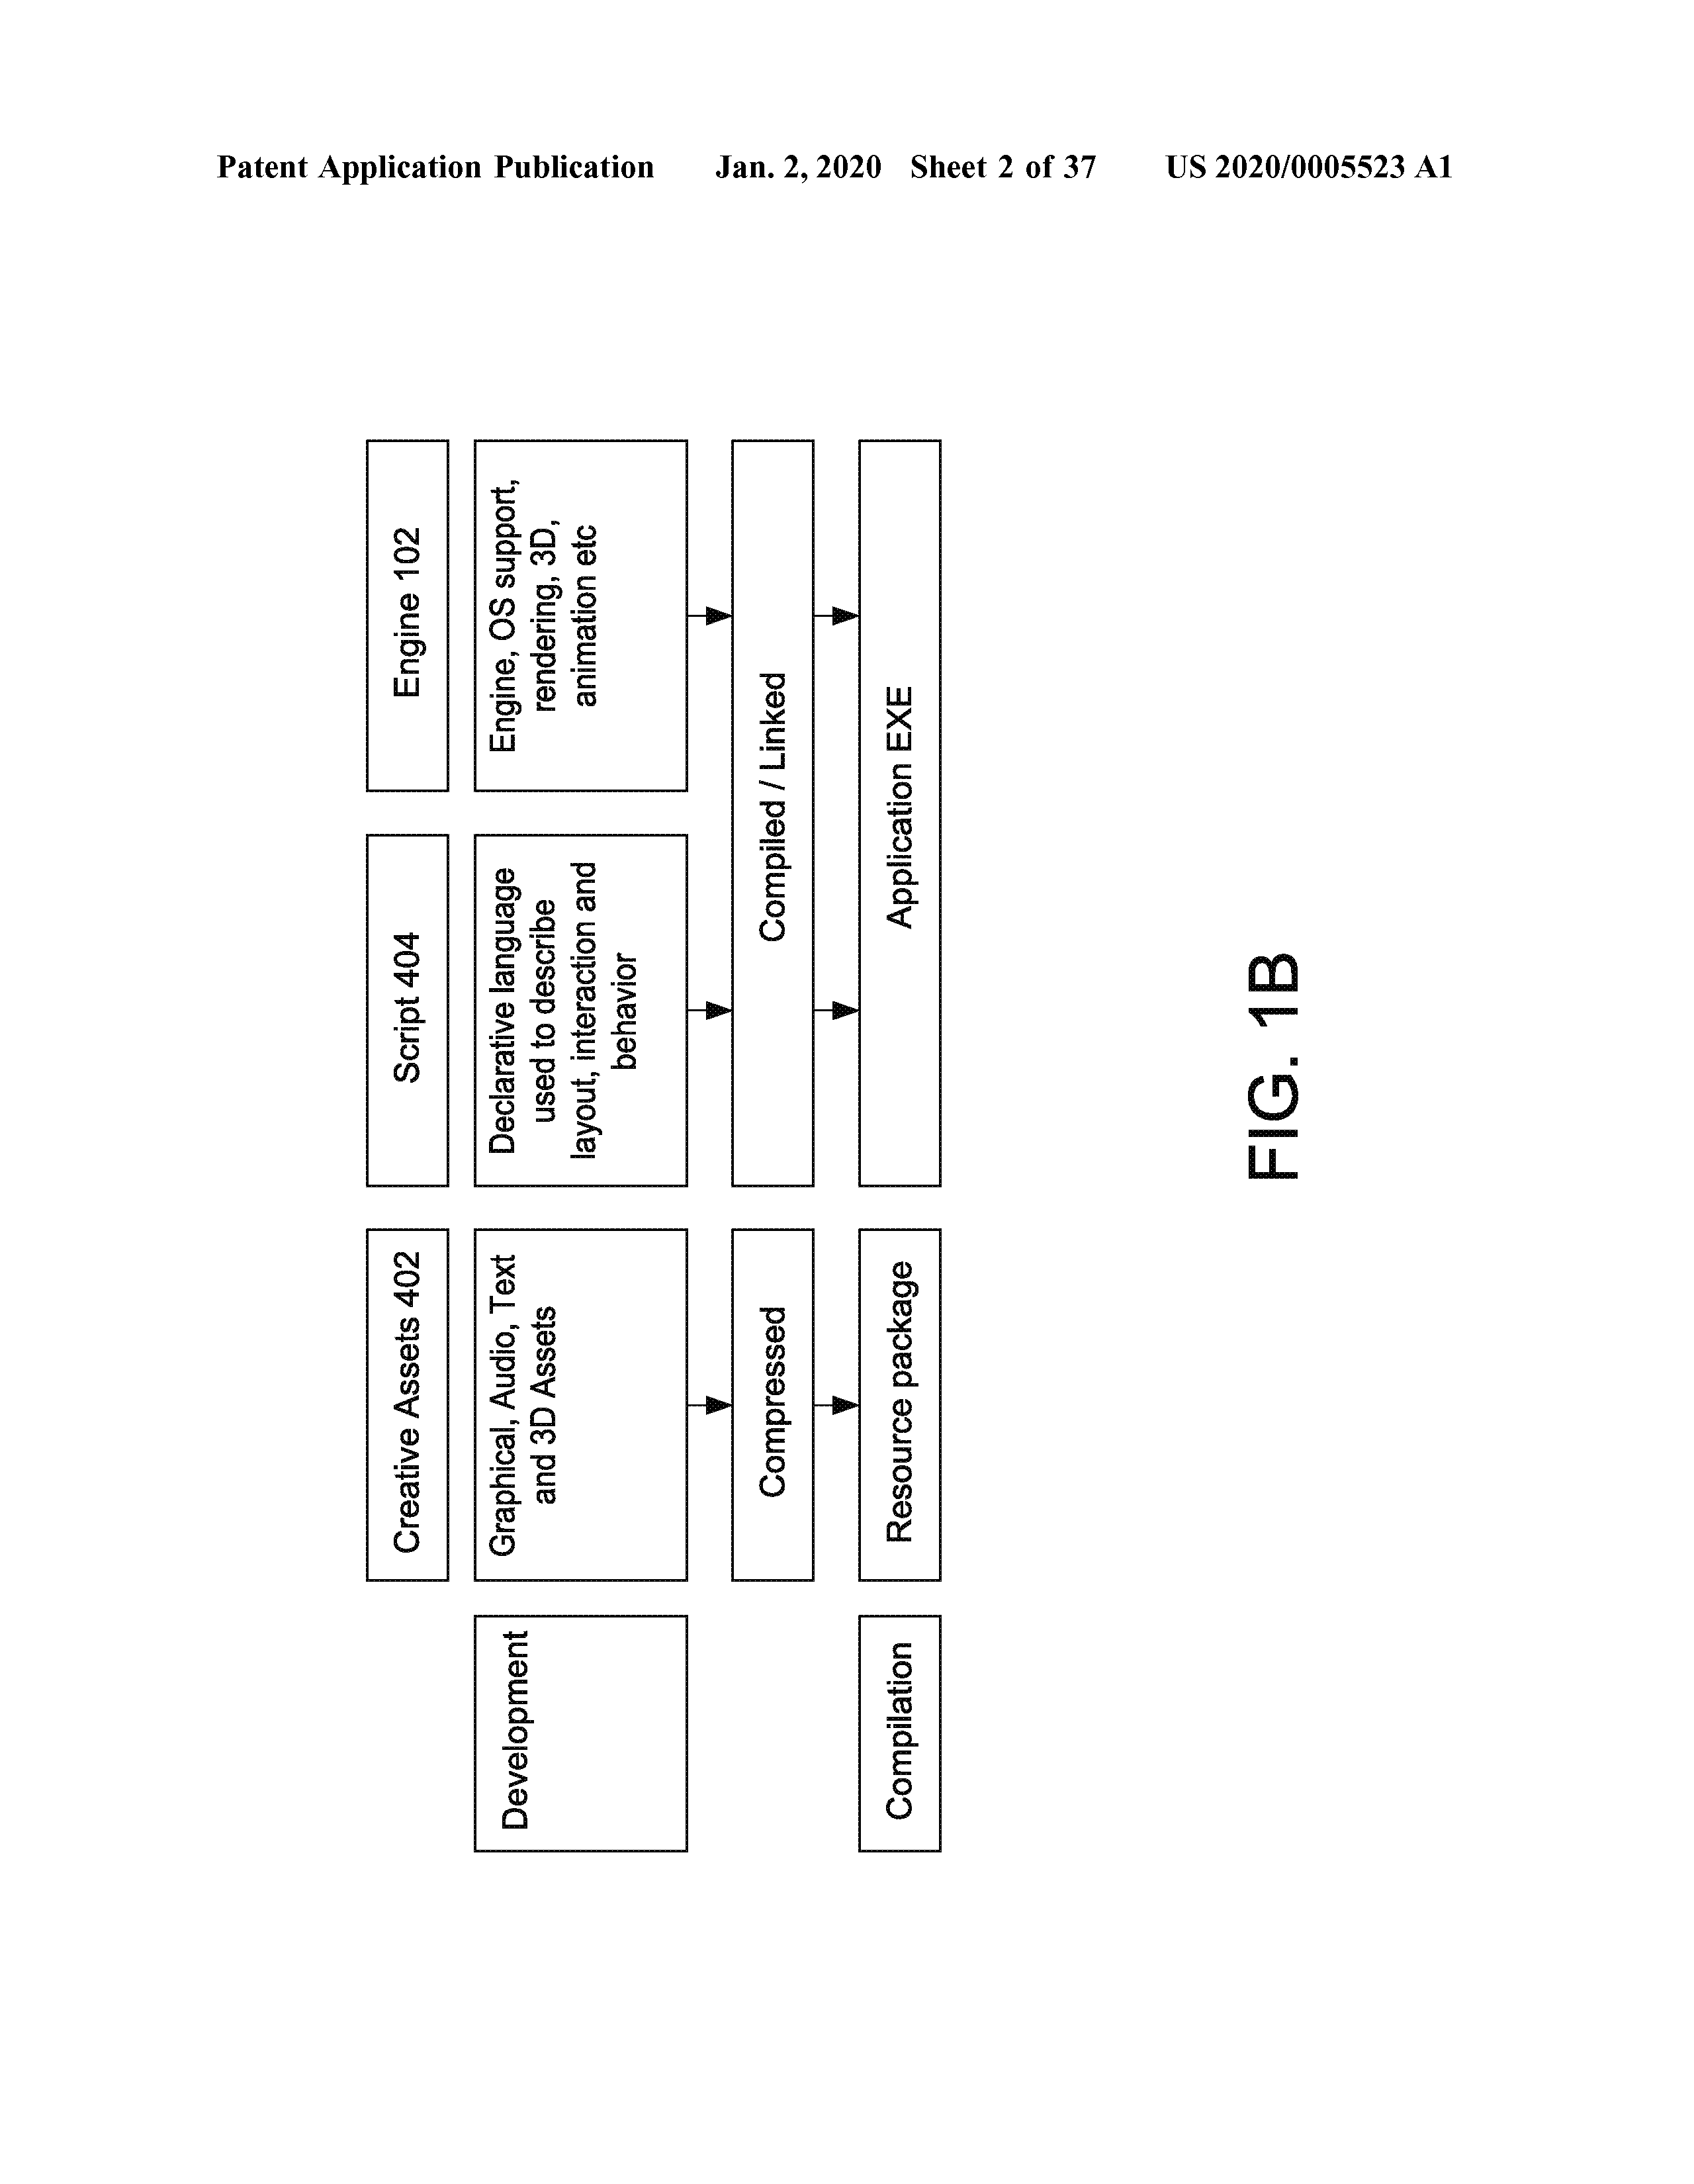 Patent Application Publication Jan. 2, 2020 Sheet 2 of 37 US 2020/0005523 A1
Creative Assets 402
Script 404
Engine 102
Development
Graphical, Audio, Text
and 3D Assets
Declarative language
used to describe
layout, interaction and
behavior
Engine, OS support,
rendering, 3D,
animation etc
Compressed
Compiled / Linked
Compilation
Resource package
Application EXE
FIG. 1B